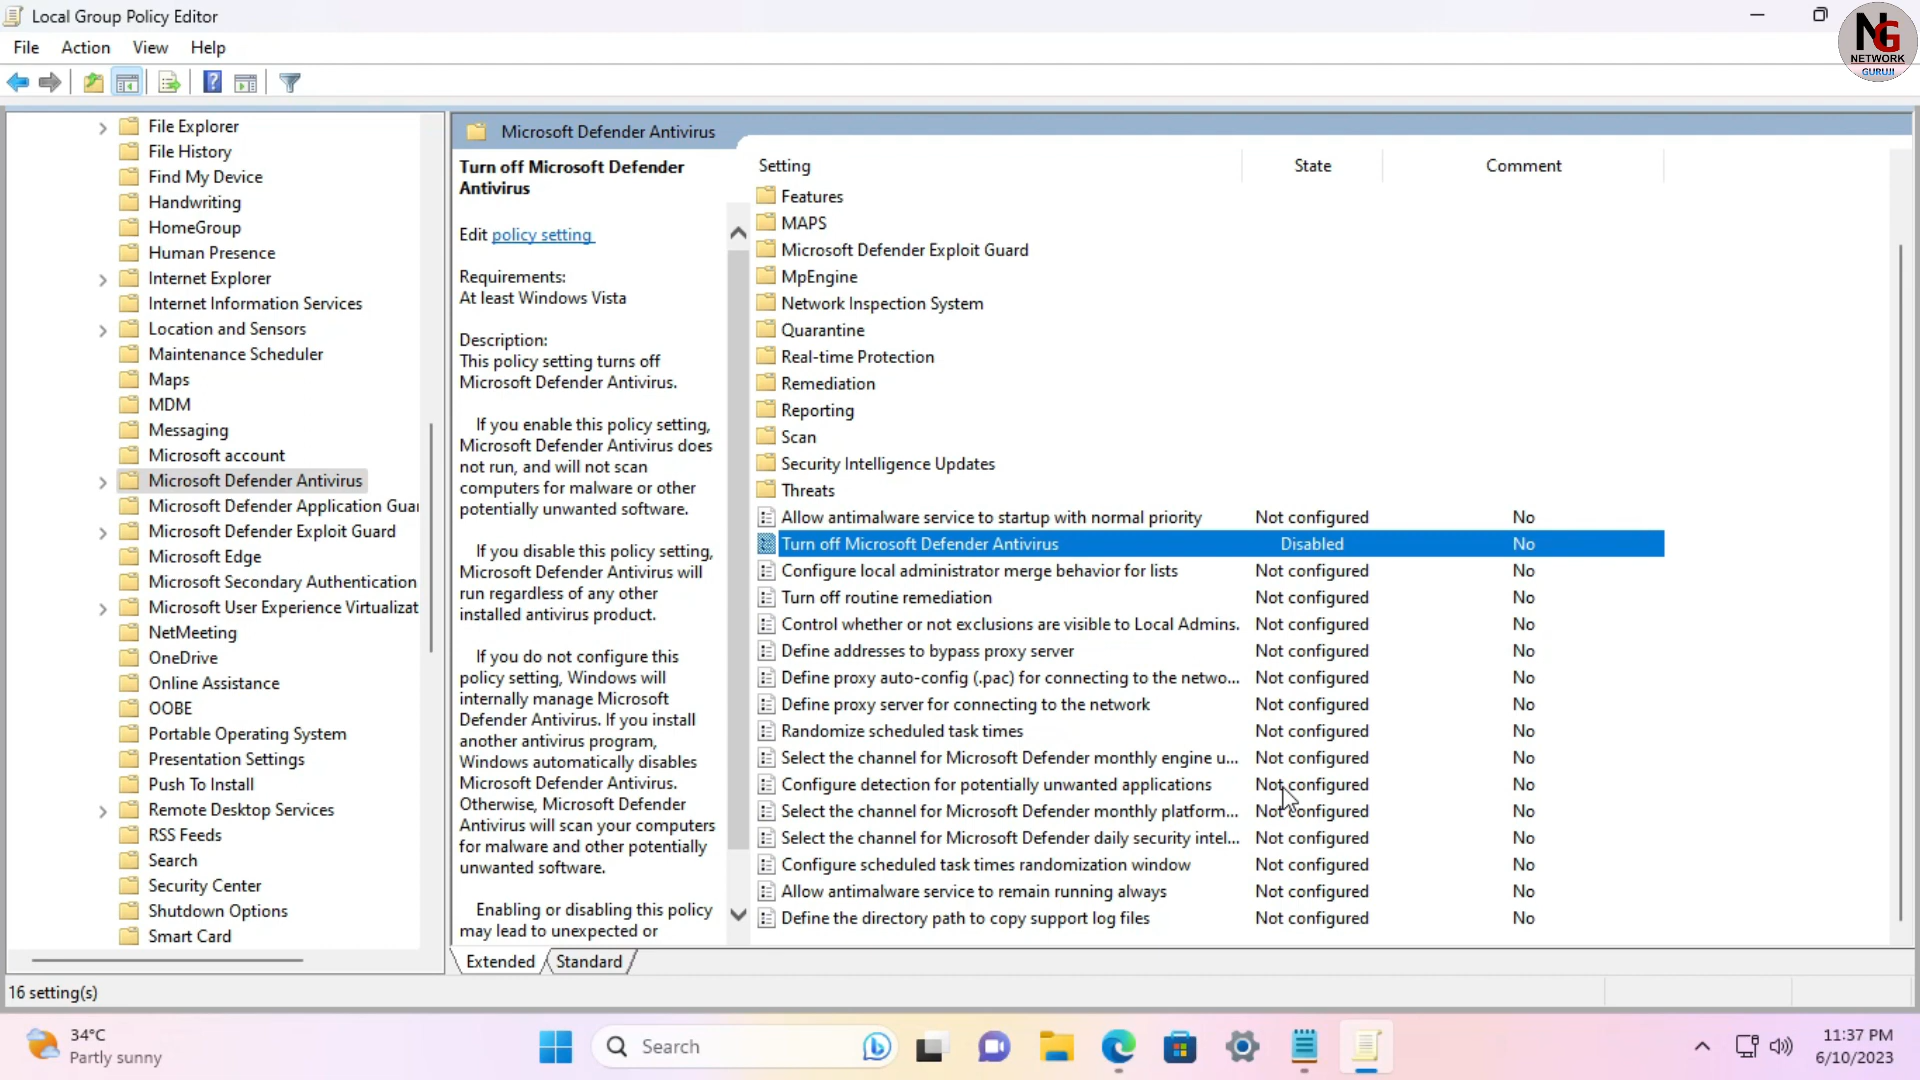 Local Group Policy Editor
NG
NETWORK
GURUJI
File Action View Help
File Explorer
File History
Find My Device
Handwriting
HomeGroup
Human Presence
Internet Explorer
Internet Information Services
Location and Sensors
Maintenance Scheduler
Maps
MDM
Messaging
Microsoft account
Microsoft Defender Antivirus
Microsoft Defender Application Guar
Microsoft Defender Exploit Guard
Microsoft Edge
Microsoft Secondary Authentication
Microsoft User Experience Virtualizat
NetMeeting
OneDrive
Online Assistance
OOBE
Portable Operating System
Presentation Settings
Push To Install
Remote Desktop Services
RSS Feeds
Search
Security Center
Shutdown Options
Smart Card
Microsoft Defender Antivirus
Turn off Microsoft Defender
Antivirus
Edit policy setting
Requirements:
At least Windows Vista
Description:
This policy setting turns off
Microsoft Defender Antivirus.
If you enable this policy setting,
Microsoft Defender Antivirus does
not run, and will not scan
computers for malware or other
potentially unwanted software.
If you disable this policy setting,
Microsoft Defender Antivirus will
run regardless of any other
installed antivirus product.
If you do not configure this
policy setting, Windows will
internally manage Microsoft
Defender Antivirus. If you install
another antivirus program,
Windows automatically disables
Microsoft Defender Antivirus.
Otherwise, Microsoft Defender
Antivirus will scan your computers
for malware and other potentially
unwanted software.
Enabling or disabling this policy
may lead to unexpected or
Setting State Comment
Features
MAPS
Microsoft Defender Exploit Guard
MpEngine
Network Inspection System
Quarantine
Real-time Protection
Remediation
Reporting
Scan
Security Intelligence Updates
Threats
Allow antimalware service to startup with normal priority Not configured No
Turn off Microsoft Defender Antivirus Disabled No
Configure local administrator merge behavior for lists Not configured No
Turn off routine remediation Not configured No
Control whether or not exclusions are visible to Local Admins. Not configured No
Define addresses to bypass proxy server Not configured No
Define proxy auto-config (.pac) for connecting to the netwo... Not configured No
Define proxy server for connecting to the network Not configured No
Randomize scheduled task times Not configured No
Select the channel for Microsoft Defender monthly engine u... Not configured No
Configure detection for potentially unwanted applications Not configured No
Select the channel for Microsoft Defender monthly platform... Not configured No
Select the channel for Microsoft Defender daily security intel... Not configured No
Configure scheduled task times randomization window Not configured No
Allow antimalware service to remain running always Not configured No
Define the directory path to copy support log files Not configured No
Extended Standard
16 setting(s)
34°C
Partly sunny
Search
11:37 PM
6/10/2023